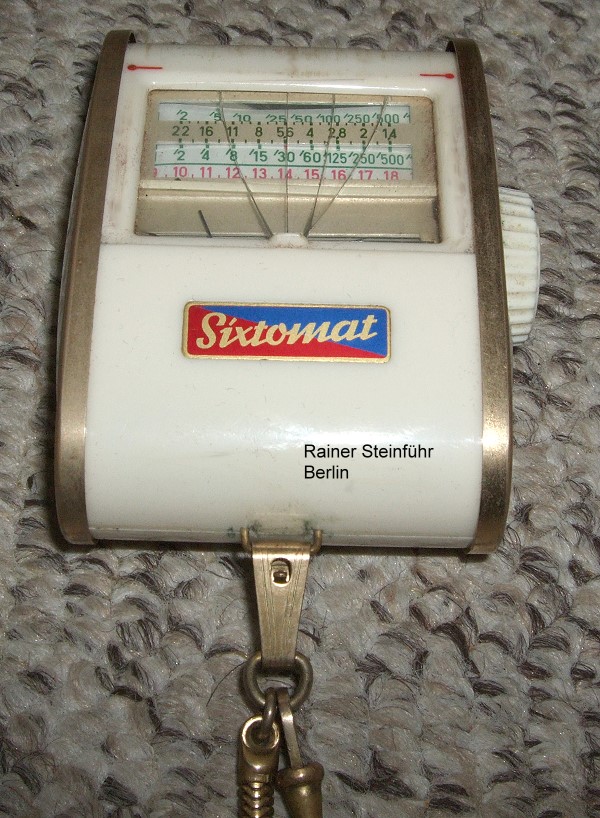 /2 /5 /10 /25 /50 /100 /250 /500
22 16 11 8 5.6 4 2.8 2 1.4
/2 /4 /8 /15 /30 /60 /125 /250 /500
10 . 11 . 12 . 13 . 14 . 15 . 16 . 17 . 18
Sixtomat
Rainer Steinführ
Berlin